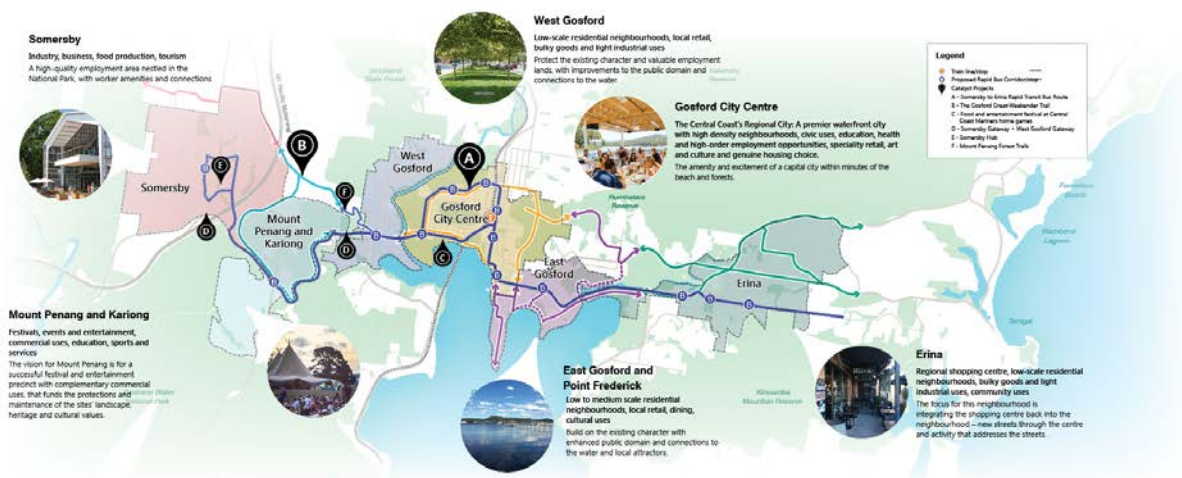 Somersby
Industry, business, food production, tourism
A high-quality employment area nestled in the
National Park, with worker amenities and connections
West Gosford
Low-scale residential neighbourhoods, local retail,
bulky goods and light industrial uses
Protect the existing character and valuable employment
lands, with improvements to the public domain and
connections to the water.
Gosford City Centre
The Central Coast's Regional City: A premier waterfront city
with high density neighbourhoods, civic uses, education, health
and high-order employment opportunities, speciality retail, art
and culture and genuine housing choice.
The amenity and excitement of a capital city within minutes of the
beach and forests.
Legend
Train line/stop
Proposed Rapid Bus Corridor/stop
Catalyst Projects
A - Somersby to Erina Rapid Transit Bus Route
B - The Gosford Great Weekender Trail
C - Food and entertainment festival at Central
Coast Mariners home games
D - Somersby Gateway + West Gosford Gateway
E - Somersby Hub
F - Mount Penang Forest Trails
Somersby
Mount
Penang and
Kariong
West
Gosford
Gosford
City Centre
East
Gosford
Erina
A
B
C
D
D
E
F
Rumbalara
Reserve
Wamberal
Lagoon
Terrigal
Kincumba
Mountain Reserve
Mount Penang and Kariong
Festivals, events and entertainment,
commercial uses, education, sports and
services
The vision for Mount Penang is for a
successful festival and entertainment
precinct with complementary commercial
uses, that funds the protections and
maintenance of the sites' landscape,
heritage and cultural values.
East Gosford and
Point Frederick
Low to medium scale residential
neighbourhoods, local retail, dining,
cultural uses
Build on the existing character with
enhanced public domain and connections to
the water and local attractors.
Erina
Regional shopping centre, low-scale residential
neighbourhoods, bulky goods and light
industrial uses, community uses
The focus for this neighbourhood is
integrating the shopping centre back into the
neighbourhood – new streets through the centre
and activity that addresses the streets